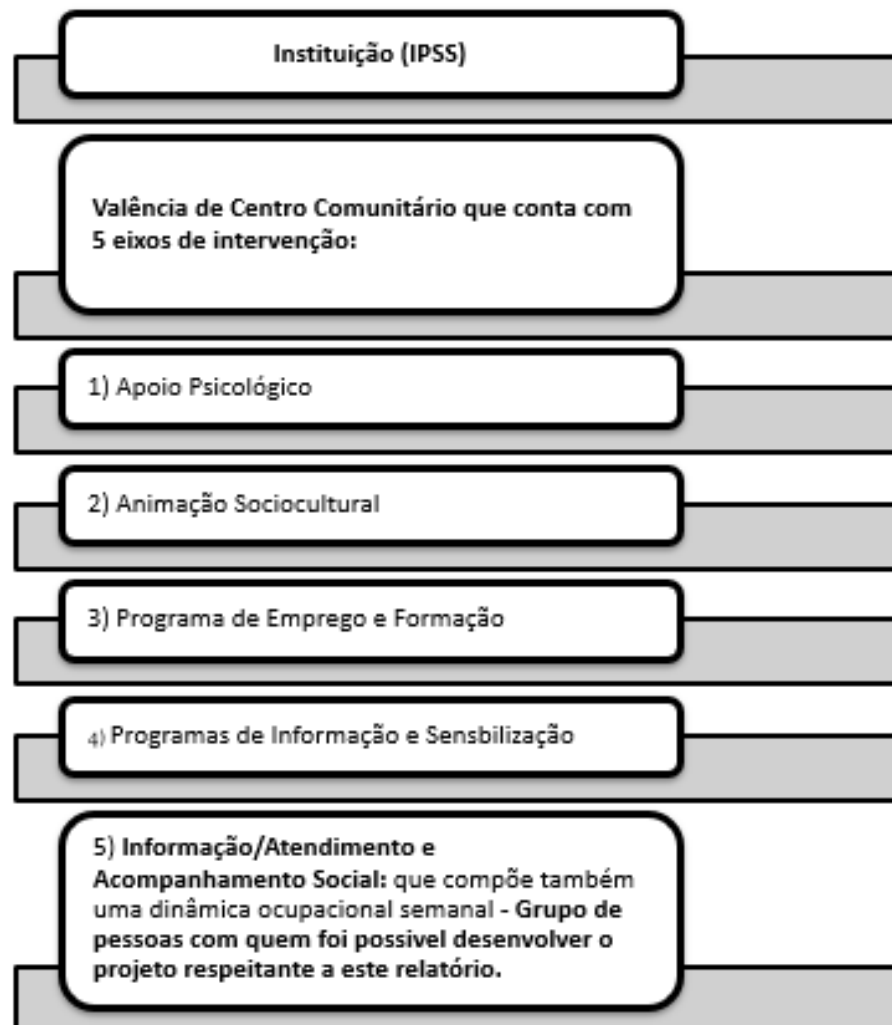 Instituição (IPSS)
Valência de Centro Comunitário que conta com
5 eixos de intervenção:
1) Apoio Psicológico
2) Animação Sociocultural
3) Programa de Emprego e Formação
4) Programas de Informação e Sensbilização
5) Informação/Atendimento e
Acompanhamento Social: que compõe também
uma dinâmica ocupacional semanal - Grupo de
pessoas com quem foi possivel desenvolver o
projeto respeitante a este relatório.